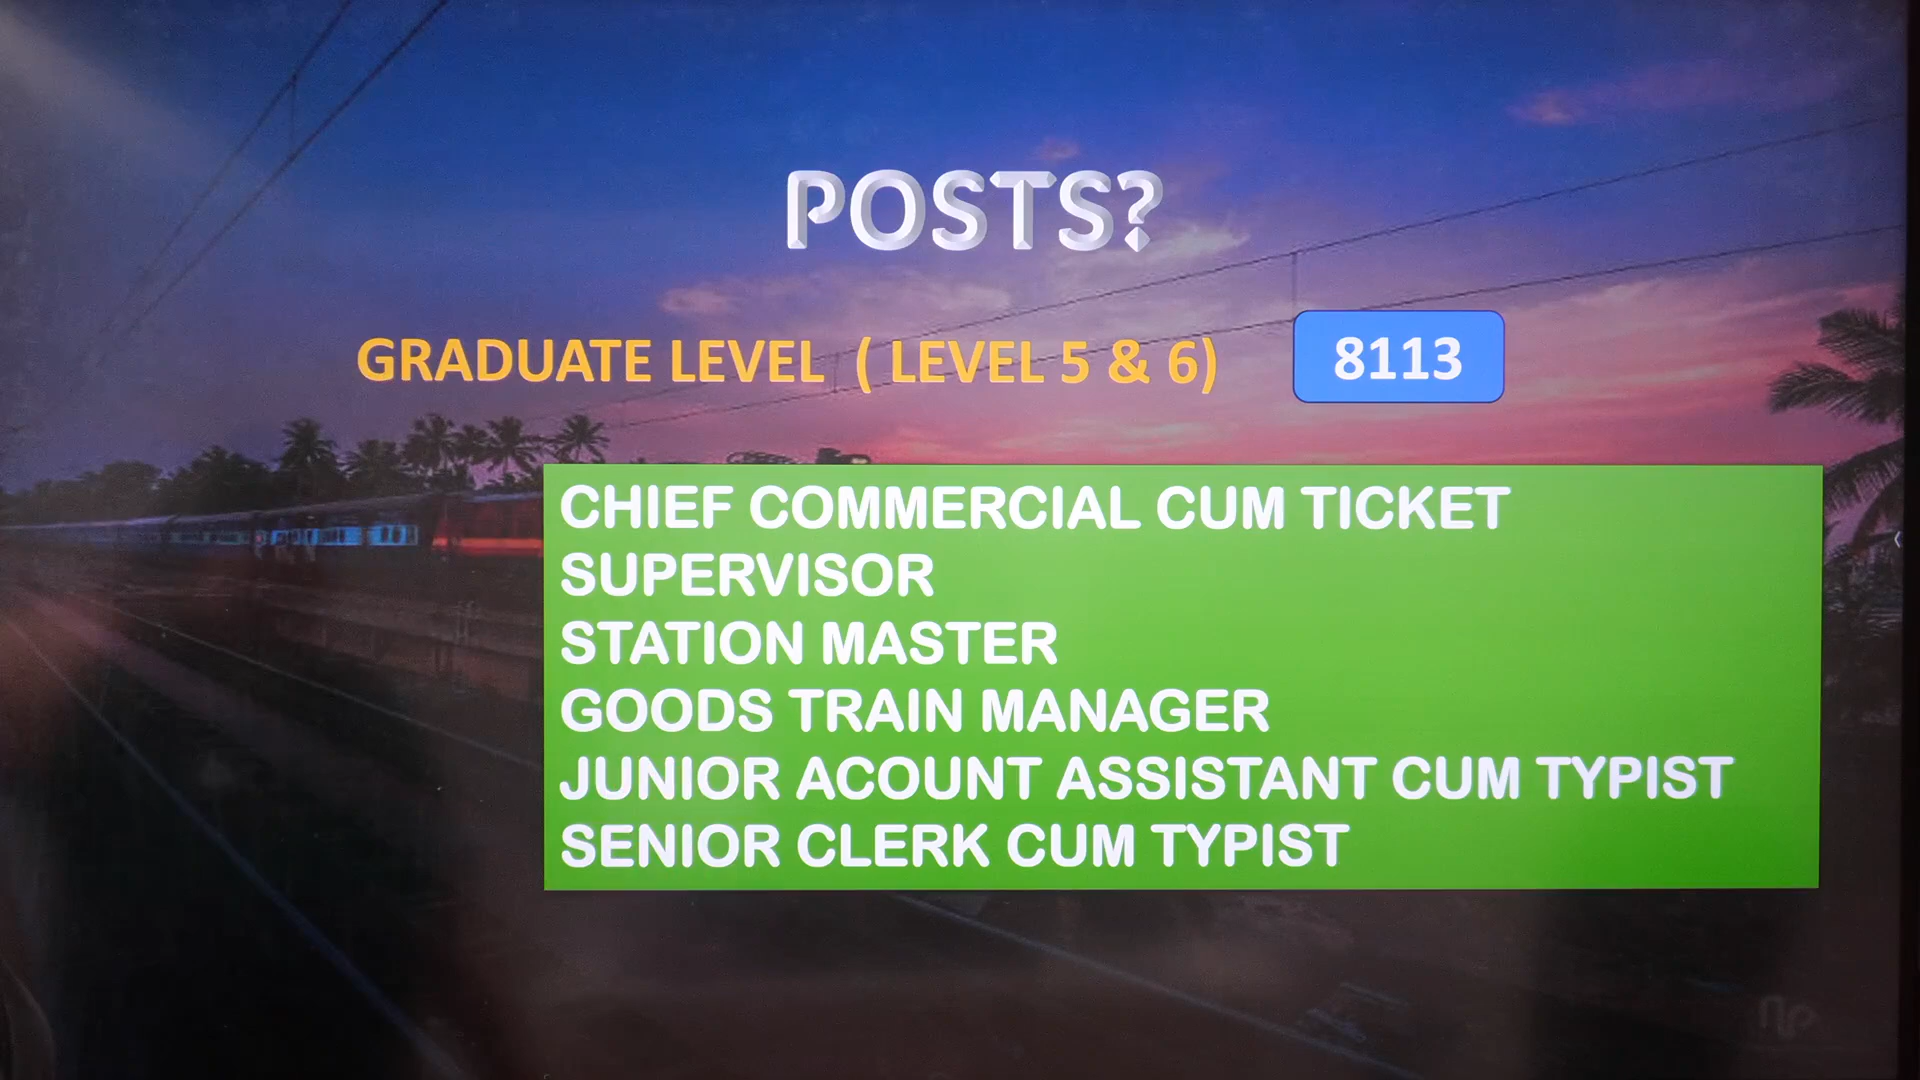 POSTS?
GRADUATE LEVEL ( LEVEL 5 & 6)
8113
CHIEF COMMERCIAL CUM TICKET
SUPERVISOR
STATION MASTER
GOODS TRAIN MANAGER
JUNIOR ACOUNT ASSISTANT CUM TYPIST
SENIOR CLERK CUM TYPIST